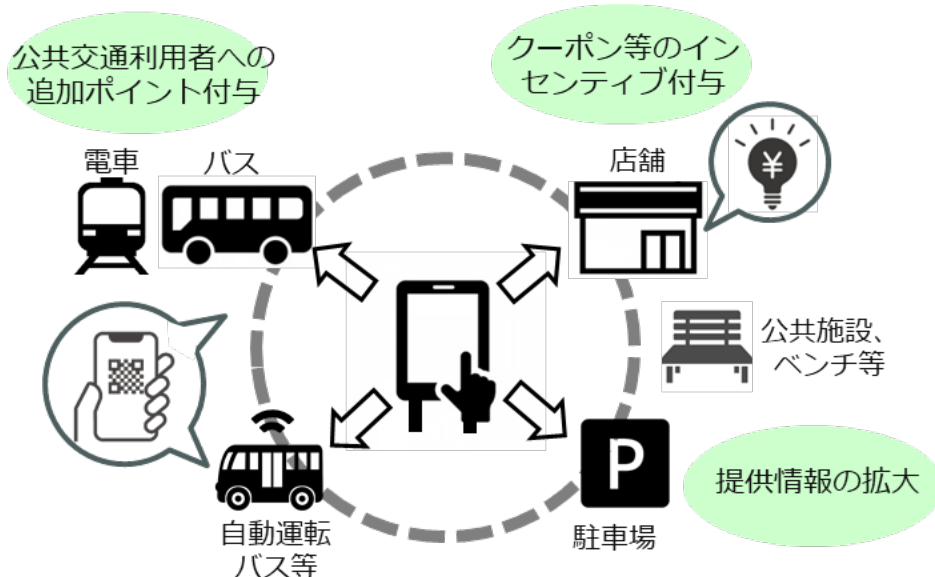 公共交通利用者への
追加ポイント付与
クーポン等のイン
センティブ付与
電車
バス
店舗
¥
公共施設、
ベンチ等
P
提供情報の拡大
自動運転
バス等
駐車場